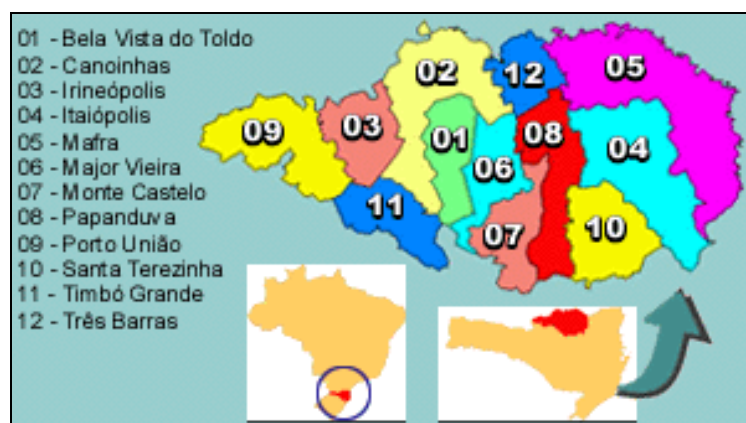 01 - Bela Vista do Toldo
02 - Canoinhas
03 - Irineópolis
04 - Itaiópolis
05 - Mafra
06 - Major Vieira
07 - Monte Castelo
08 - Papanduva
09 - Porto União
10 - Santa Terezinha
11 - Timbó Grande
12 - Três Barras
02
12
05
09
03
01
08
04
06
11
07
10